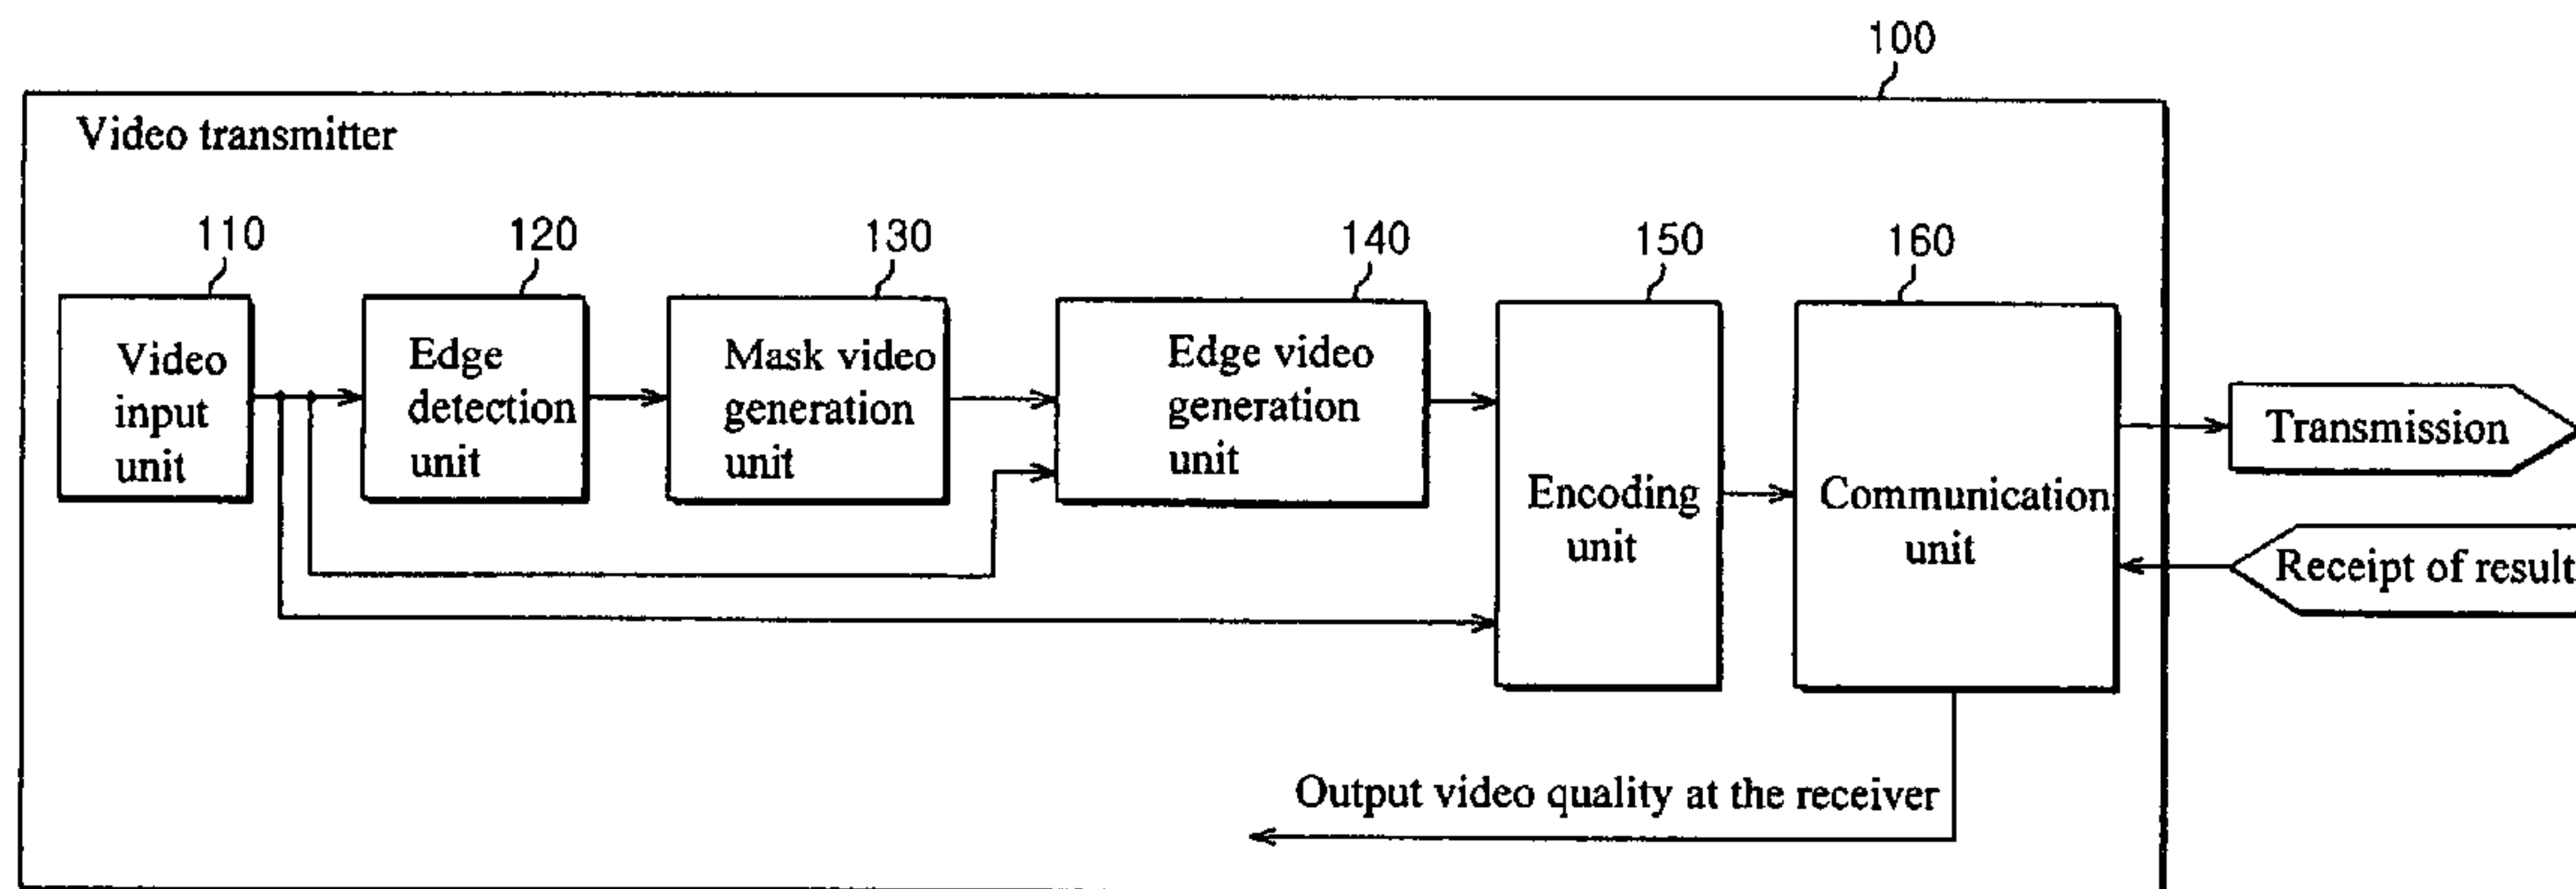 100
Video transmitter
110
120
130
140
150
160
Video
input
unit
Edge
detection
unit
Mask video
generation
unit
Edge video
generation
unit
Encoding
unit
Communication
unit
Transmission
Receipt of result
Output video quality at the receiver